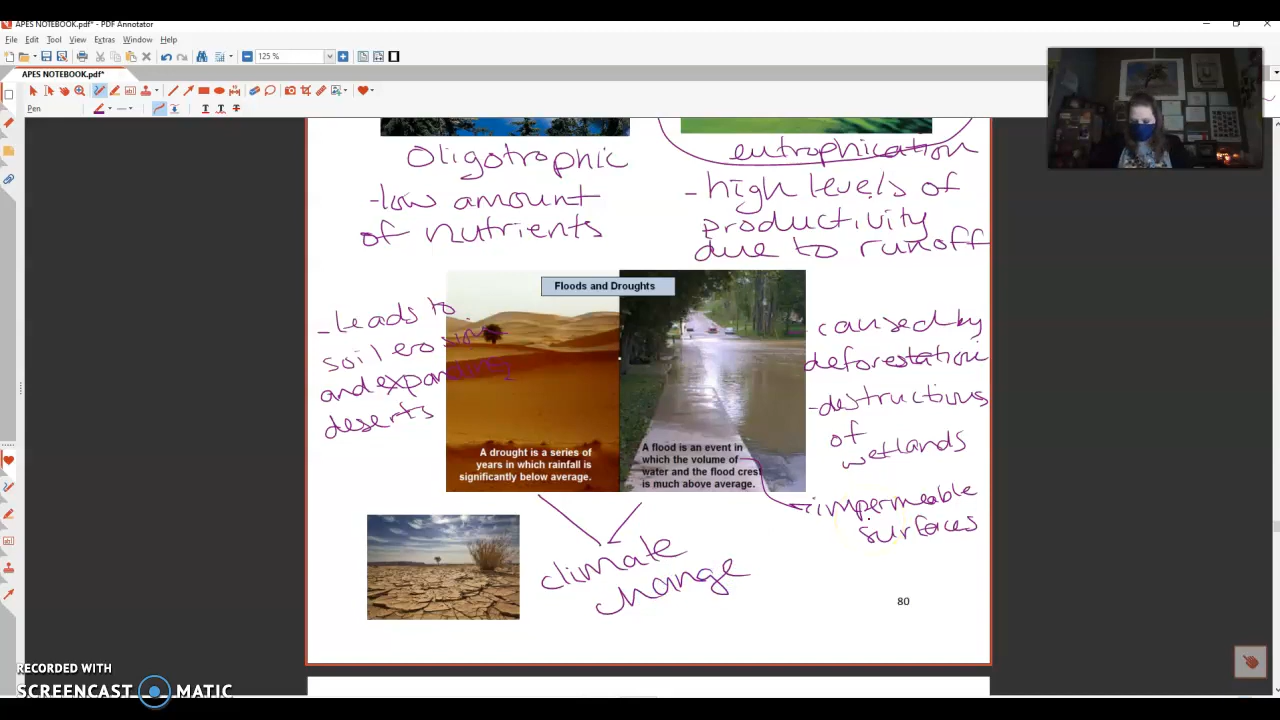 APES NOTEBOOK.pdf* - PDF Annotator
File Edit Tool View Extras Window Help
125 %
APES NOTEBOOK.pdf*
Pen
Oligotrophic
-low amount
of nutrients
eutrophication
- high levels of
productivity
due to runoff
Floods and Droughts
-leads to
soil erosion
and expanding
deserts
A drought is a series of
years in which rainfall is
significantly below average.
A flood is an event in
which the volume of
water and the flood crest
is much above average.
- caused by
deforestation
-destructions
of
wetlands
-impermeable
surfaces
climate
change
80
RECORDED WITH
SCREENCAST MATIC